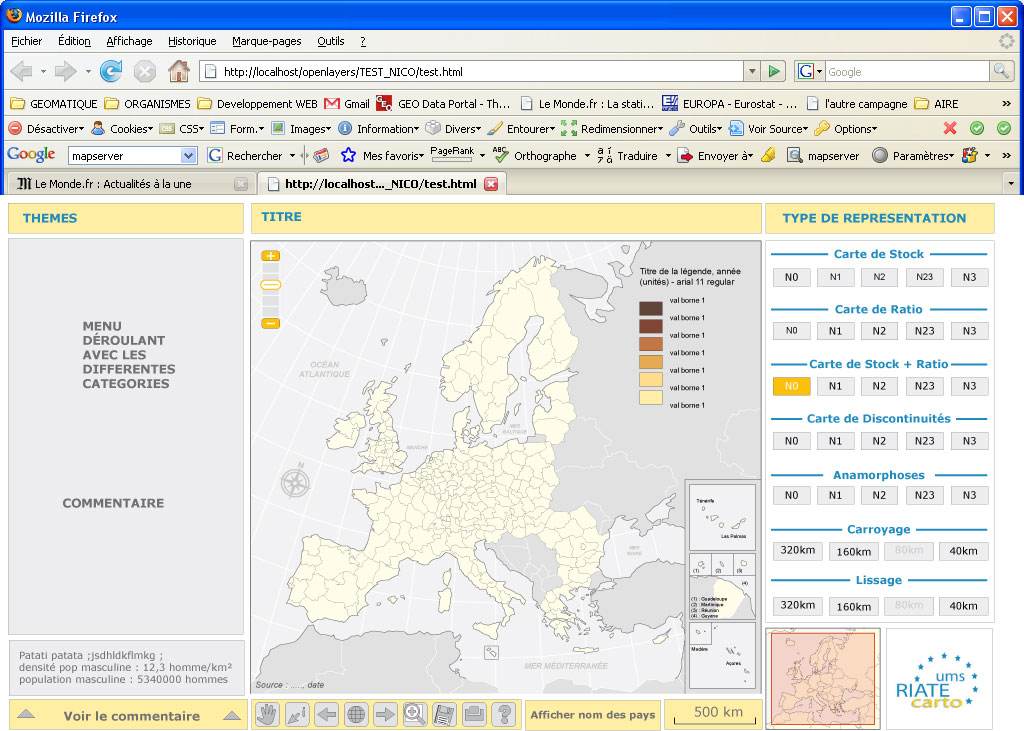 Mozilla Firefox
Fichier Édition Affichage Historique Marque-pages Outils ?
http://localhost/openlayers/TEST_NICO/test.html
G Google
GEOMATIQUE ORGANISMES Developpement WEB Gmail GEO Data Portal - Th... Le Monde.fr : La stati... EUROPA - Eurostat - ... l'autre campagne AIRE »
Désactiver Cookies CSS Form. Images Information Divers Entourer Redimensionner Outils Voir Source Options
Google mapserver G Rechercher Mes favoris PageRank ABC Orthographe Traduire Envoyer à mapserver Paramètres »
Le Monde.fr : Actualités à la une
http://localhost..._NICO/test.html
THEMES
TITRE
TYPE DE REPRESENTATION
MENU
DÉROULANT
AVEC LES
DIFFERENTES
CATEGORIES
COMMENTAIRE
Patati patata ;jsdhldkflmkg ;
densité pop masculine : 12,3 homme/km²
population masculine : 5340000 hommes
Voir le commentaire
Titre de la légende, année
(unités) - arial 11 regular
val borne 1
val borne 1
val borne 1
val borne 1
val borne 1
val borne 1
val borne 1
OCÉAN
ATLANTIQUE
MER
BALTIQUE
MANCHE
N
MER
NOIRE
MER MÉDITERRANÉE
Source : ...., date
Ténérife
Las Palmas
(1) (2) (3)
(4)
(1) : Guadeloupe
(2) : Martinique
(3) : Réunion
(4) : Guyane
Madère
Açores
Afficher nom des pays
500 km
Carte de Stock
N0 N1 N2 N23 N3
Carte de Ratio
N0 N1 N2 N23 N3
Carte de Stock + Ratio
N0 N1 N2 N23 N3
Carte de Discontinuités
N0 N1 N2 N23 N3
Anamorphoses
N0 N1 N2 N23 N3
Carroyage
320km 160km 80km 40km
Lissage
320km 160km 80km 40km
ums
RIATE
carto